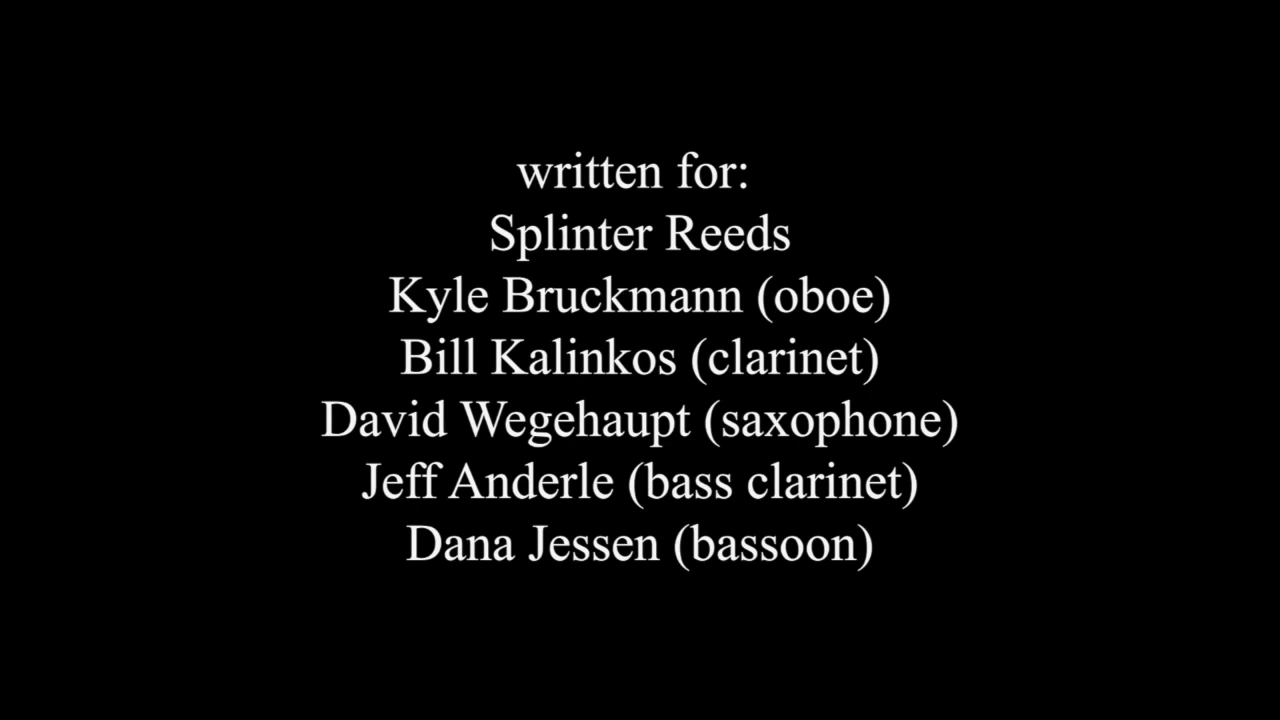 written for:
Splinter Reeds
Kyle Bruckmann (oboe)
Bill Kalinkos (clarinet)
David Wegehaupt (saxophone)
Jeff Anderle (bass clarinet)
Dana Jessen (bassoon)